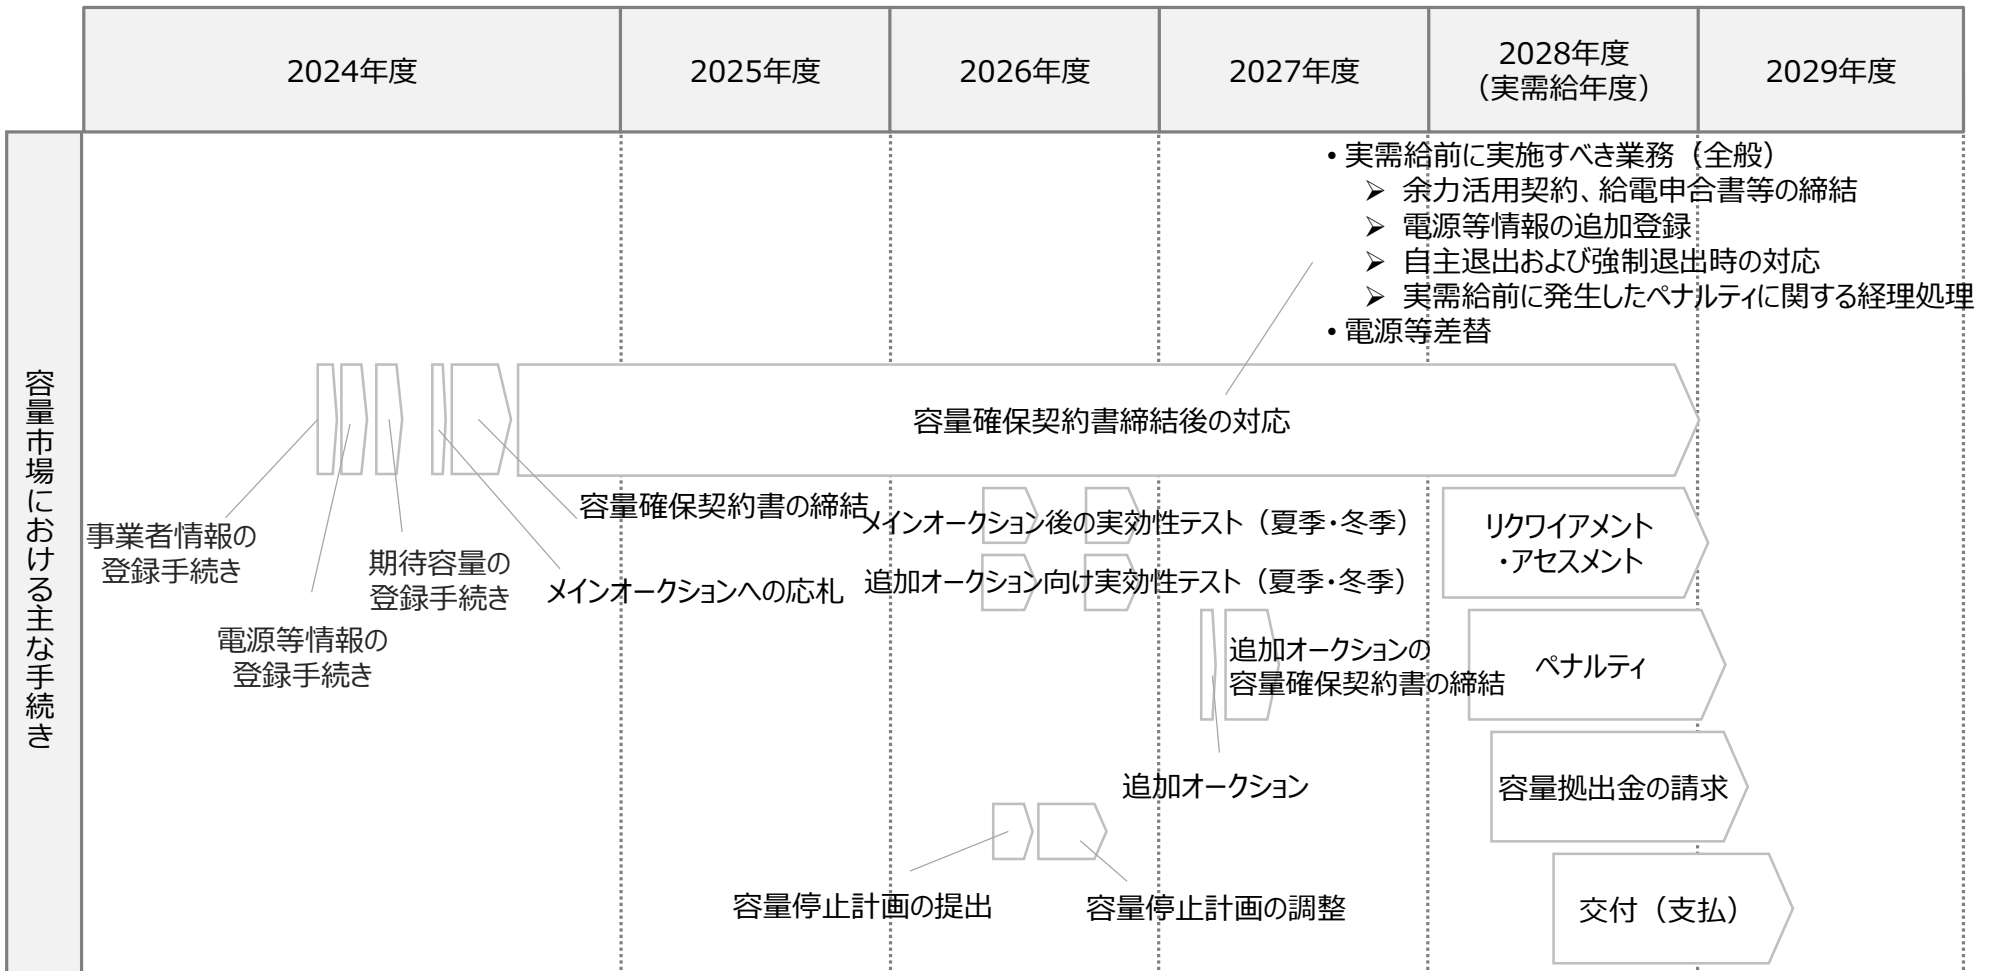 2024年度
2025年度
2026年度
2027年度
2028年度
（実需給年度）
2029年度
容量市場における主な手続き
• 実需給前に実施すべき業務（全般）
➢ 余力活用契約、給電申合書等の締結
➢ 電源等情報の追加登録
➢ 自主退出および強制退出時の対応
➢ 実需給前に発生したペナルティに関する経理処理
• 電源等差替
容量確保契約書締結後の対応
事業者情報の
登録手続き
電源等情報の
登録手続き
期待容量の
登録手続き
メインオークションへの応札
容量確保契約書の締結
メインオークション後の実効性テスト（夏季・冬季）
追加オークション向け実効性テスト（夏季・冬季）
リクワイアメント
・アセスメント
追加オークションの
容量確保契約書の締結
ペナルティ
追加オークション
容量拠出金の請求
容量停止計画の提出
容量停止計画の調整
交付（支払）